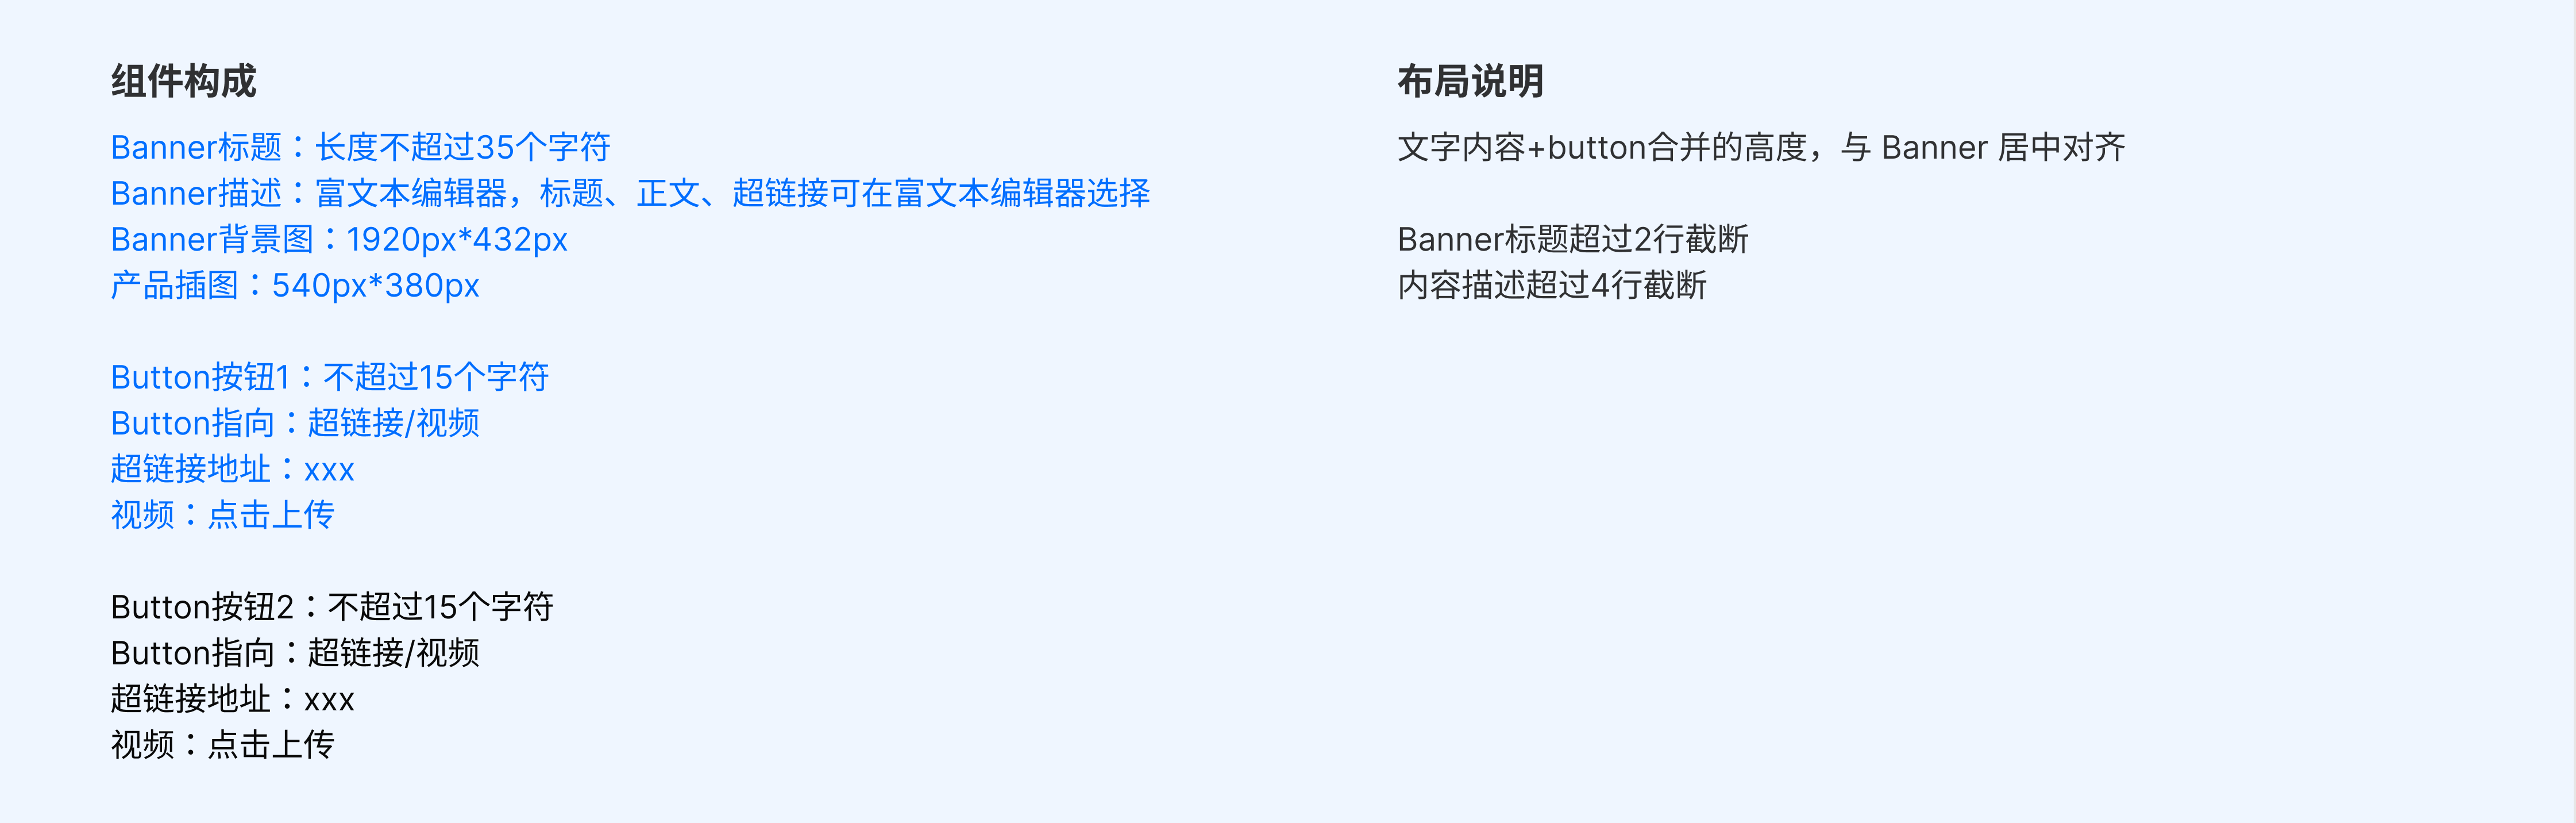 组件构成
Banner标题：长度不超过35个字符
Banner描述：富文本编辑器，标题、正文、超链接可在富文本编辑器选择
Banner背景图：1920px*432px
产品插图：540px*380px
Button按钮1：不超过15个字符
Button指向：超链接/视频
超链接地址：xxx
视频：点击上传
Button按钮2：不超过15个字符
Button指向：超链接/视频
超链接地址：xxx
视频：点击上传
布局说明
文字内容+button合并的高度，与 Banner 居中对齐
Banner标题超过2行截断
内容描述超过4行截断